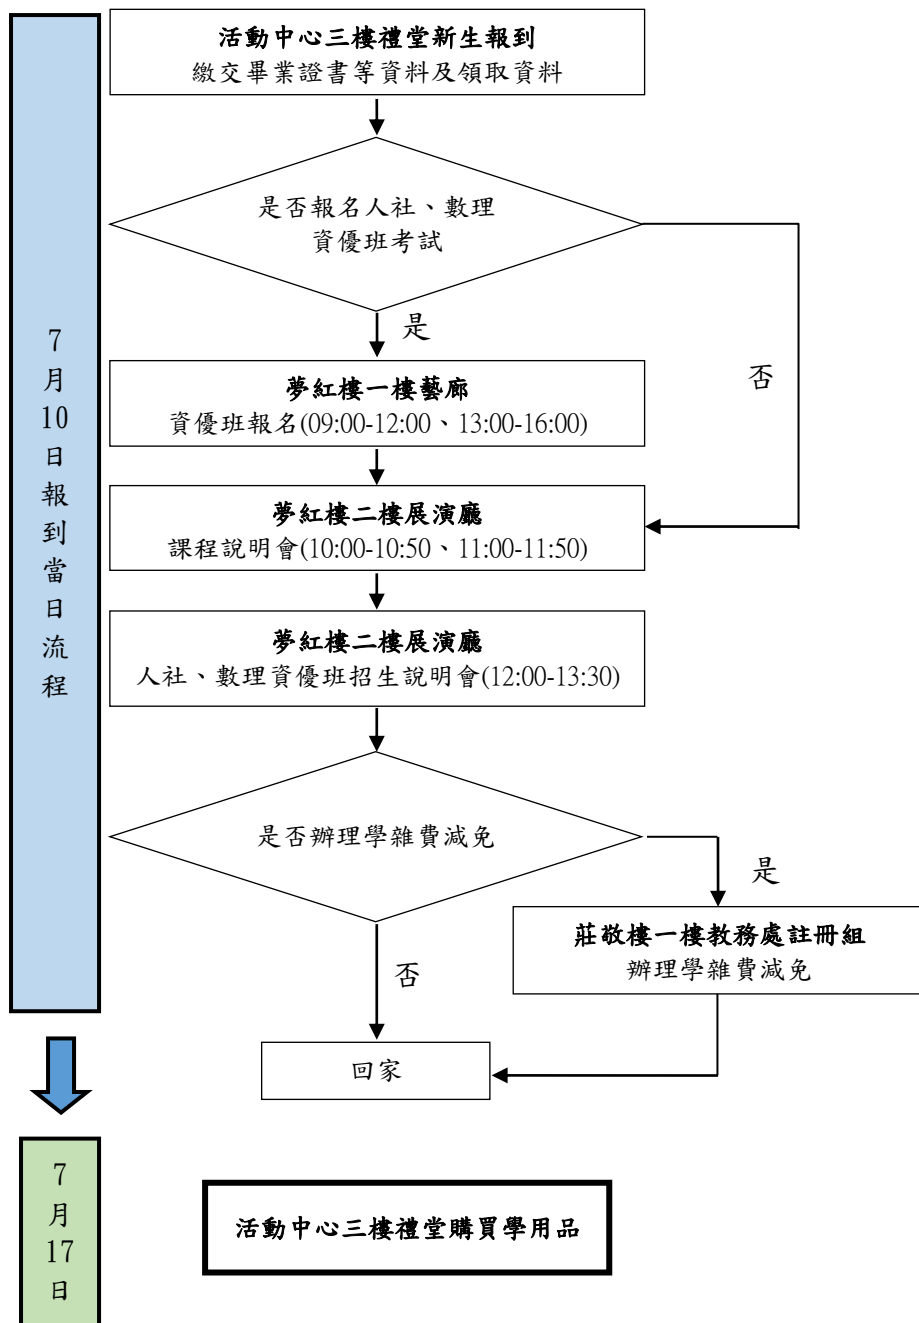 活動中心三樓禮堂新生報到
繳交畢業證書等資料及領取資料
是否報名人社、數理
資優班考試
是
否
夢紅樓一樓藝廊
資優班報名(09:00-12:00、13:00-16:00)
夢紅樓二樓展演廳
課程說明會(10:00-10:50、11:00-11:50)
夢紅樓二樓展演廳
人社、數理資優班招生說明會(12:00-13:30)
是否辦理學雜費減免
是
莊敬樓一樓教務處註冊組
辦理學雜費減免
否
回家
7
月
10
日
報
到
當
日
流
程
7
月
17
日
活動中心三樓禮堂購買學用品